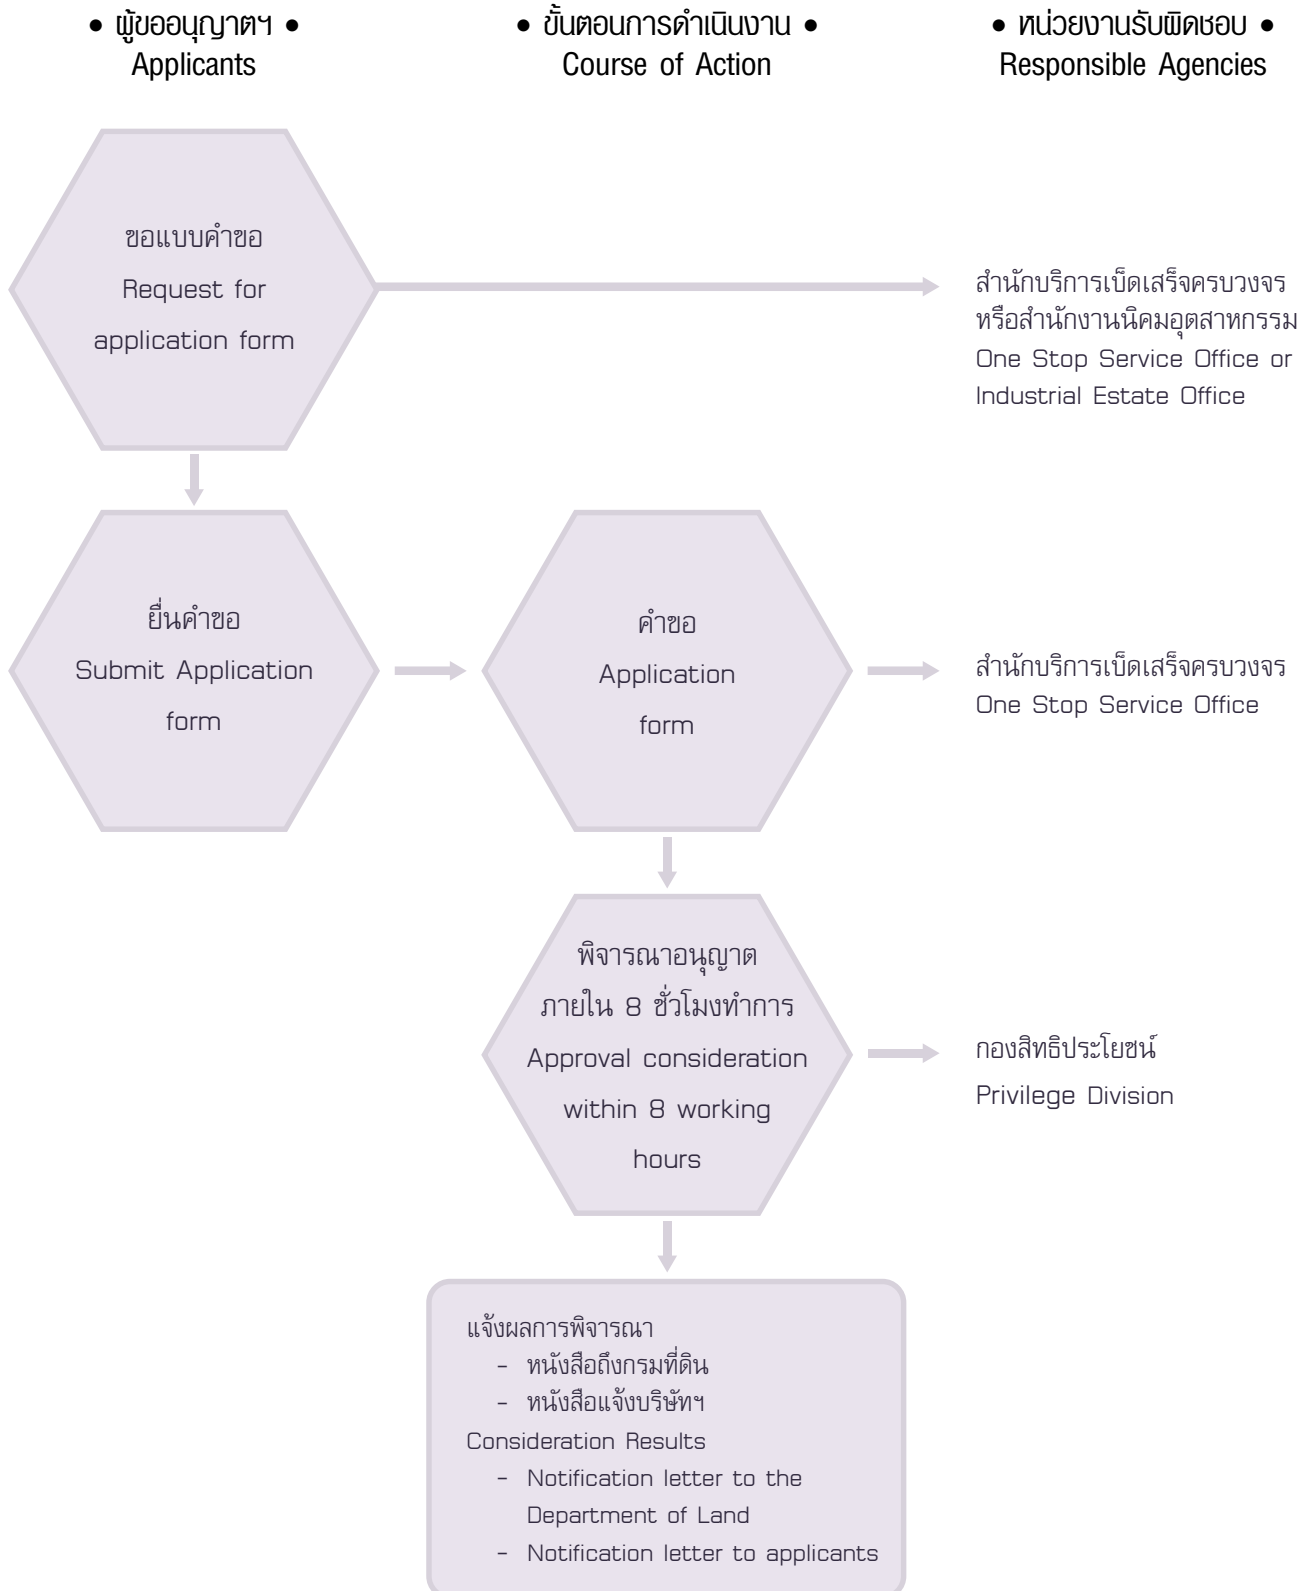 • ผู้ขออนุญาตฯ •
Applicants
• ขั้นตอนการดำเนินงาน •
Course of Action
• หน่วยงานรับผิดชอบ •
Responsible Agencies
ขอแบบคำขอ
Request for
application form
สำนักบริการเบ็ดเสร็จครบวงจร
หรือสำนักงานนิคมอุตสาหกรรม
One Stop Service Office or
Industrial Estate Office
ยื่นคำขอ
Submit Application
form
คำขอ
Application
form
สำนักบริการเบ็ดเสร็จครบวงจร
One Stop Service Office
พิจารณาอนุญาต
ภายใน 8 ชั่วโมงทำการ
Approval consideration
within 8 working
hours
กองสิทธิประโยชน์
Privilege Division
แจ้งผลการพิจารณา
- หนังสือถึงกรมที่ดิน
- หนังสือแจ้งบริษัทฯ
Consideration Results
- Notification letter to the
Department of Land
- Notification letter to applicants